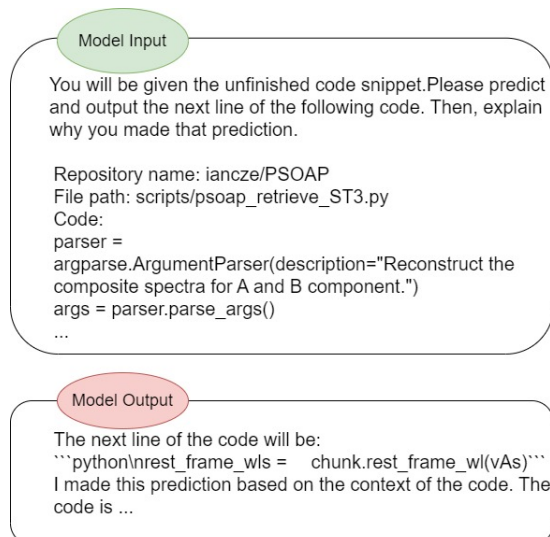 Model Input
You will be given the unfinished code snippet.Please predict
and output the next line of the following code. Then, explain
why you made that prediction.
Repository name: iancze/PSOAP
File path: scripts/psoap_retrieve_ST3.py
Code:
parser =
argparse.ArgumentParser(description="Reconstruct the
composite spectra for A and B component.")
args = parser.parse_args()
...
Model Output
The next line of the code will be:
```python\nrest_frame_wls = chunk.rest_frame_wl(vAs)```
I made this prediction based on the context of the code. The
code is ...